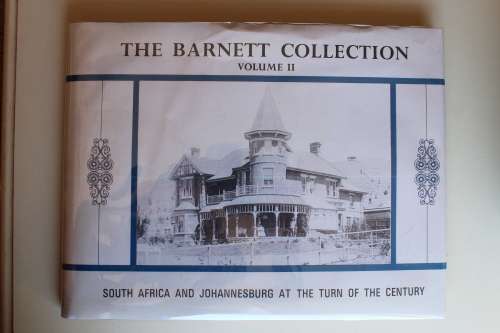 THE BARNETT COLLECTION
VOLUME II
SOUTH AFRICA AND JOHANNESBURG AT THE TURN OF THE CENTURY